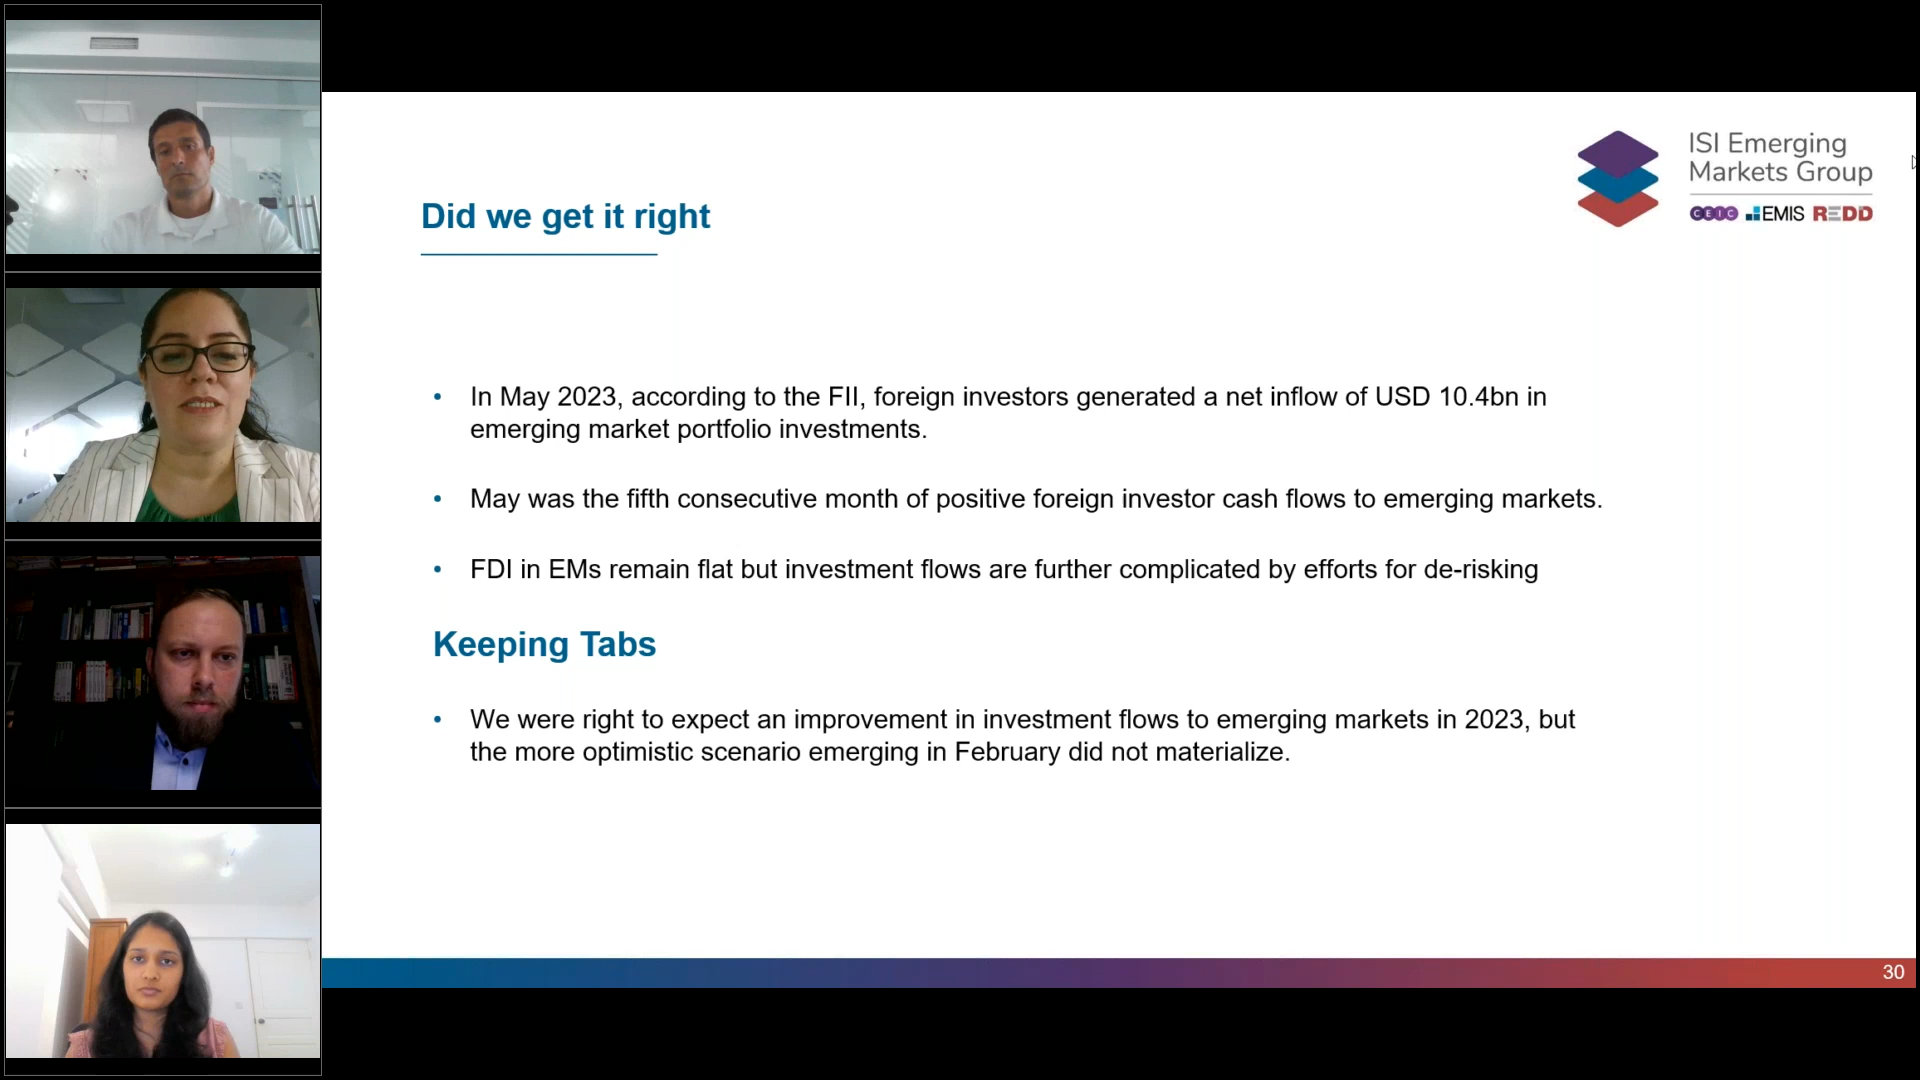 ISI Emerging
Markets Group
CEIC EMIS REDD
Did we get it right
• In May 2023, according to the FII, foreign investors generated a net inflow of USD 10.4bn in
emerging market portfolio investments.
• May was the fifth consecutive month of positive foreign investor cash flows to emerging markets.
• FDI in EMs remain flat but investment flows are further complicated by efforts for de-risking
Keeping Tabs
• We were right to expect an improvement in investment flows to emerging markets in 2023, but
the more optimistic scenario emerging in February did not materialize.
30